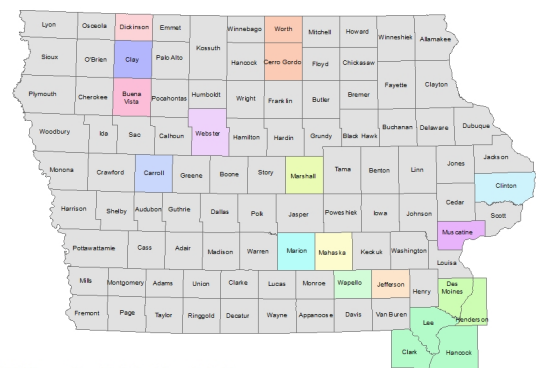 Lyon Osceola Dickinson Emmet Winnebago Worth Mitchell Howard Winneshiek Allamakee
Kossuth
Sioux O'Brien Clay Palo Alto Hancock Cerro Gordo Floyd Chickasaw
Plymouth Cherokee Buena Vista Pocahontas Humboldt Wright Franklin Butler Bremer Fayette Clayton
Woodbury Ida Sac Calhoun Webster Hamilton Hardin Grundy Black Hawk Buchanan Delaware Dubuque
Monona Crawford Carroll Greene Boone Story Marshall Tama Benton Linn Jones Jackson
Clinton
Harrison Shelby Audubon Guthrie Dallas Polk Jasper Poweshiek Iowa Johnson Cedar Scott
Muscatine
Pottawattamie Cass Adair Madison Warren Marion Mahaska Keokuk Washington Louisa
Mills Montgomery Adams Union Clarke Lucas Monroe Wapello Jefferson Henry Des Moines
Fremont Page Taylor Ringgold Decatur Wayne Appanoose Davis Van Buren Lee Henderson
Clark Hancock